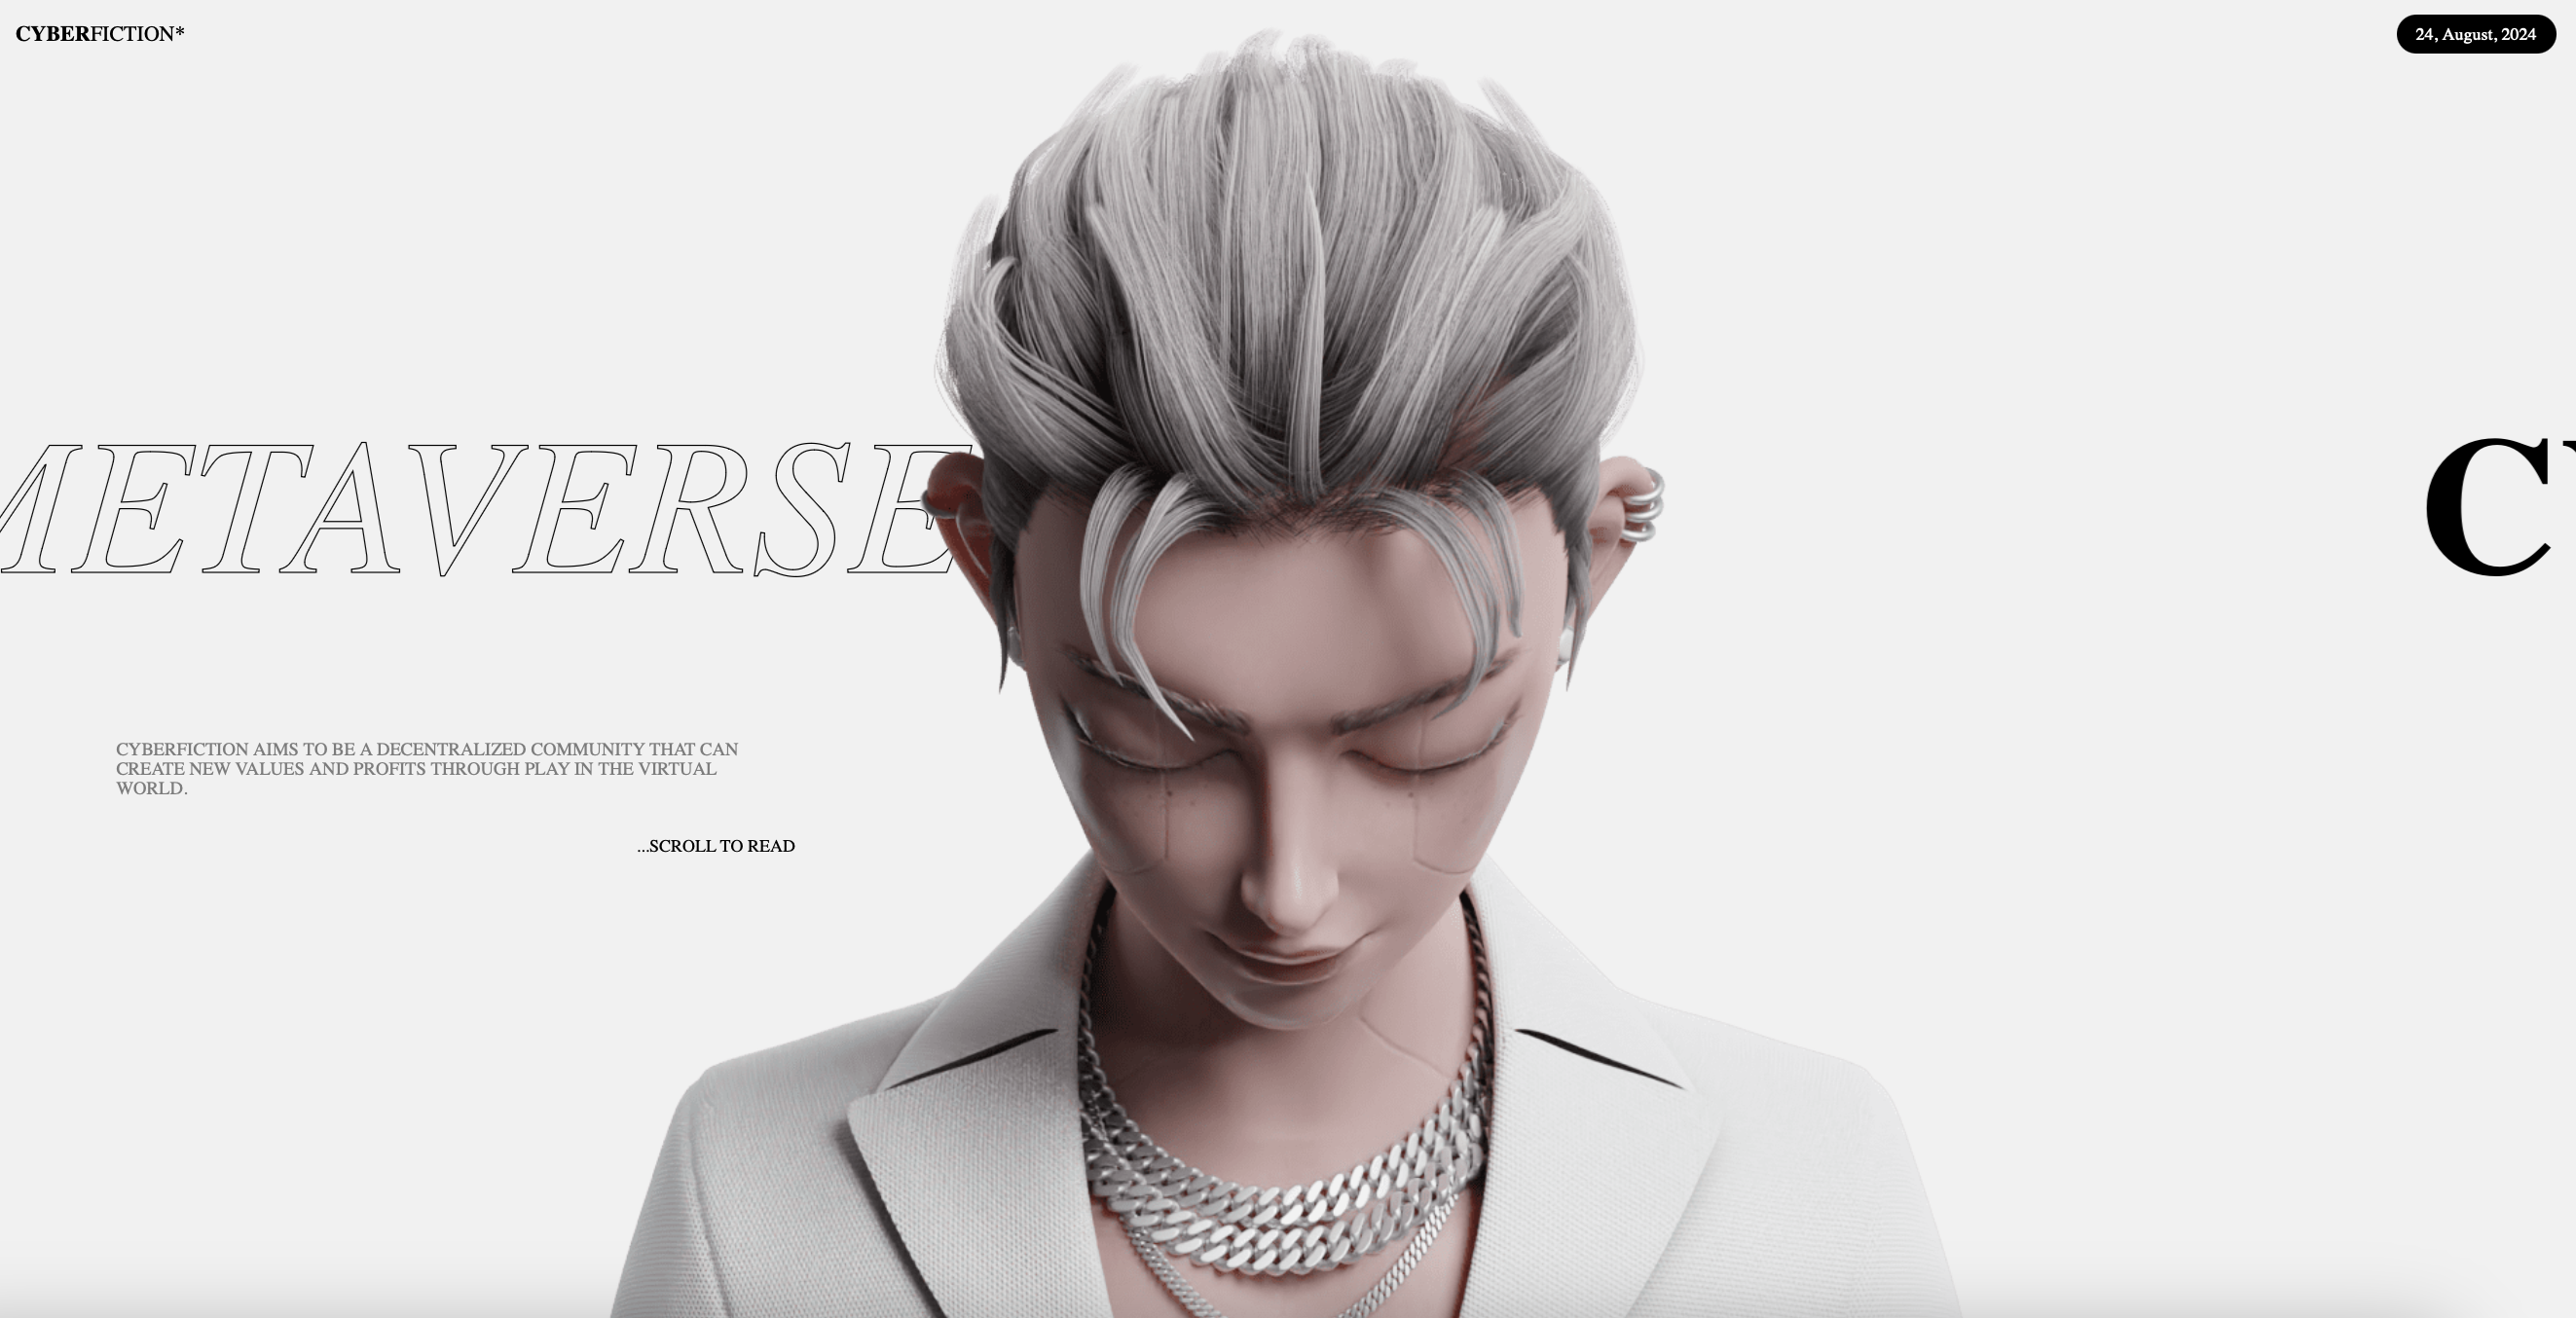 CYBERFICTION*
24, August, 2024
METAVERSE
C
CYBERFICTION AIMS TO BE A DECENTRALIZED COMMUNITY THAT CAN
CREATE NEW VALUES AND PROFITS THROUGH PLAY IN THE VIRTUAL
WORLD.
...SCROLL TO READ